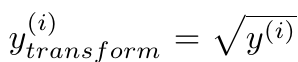 $y_{transform}^{(i)} = \sqrt{y^{(i)}}$